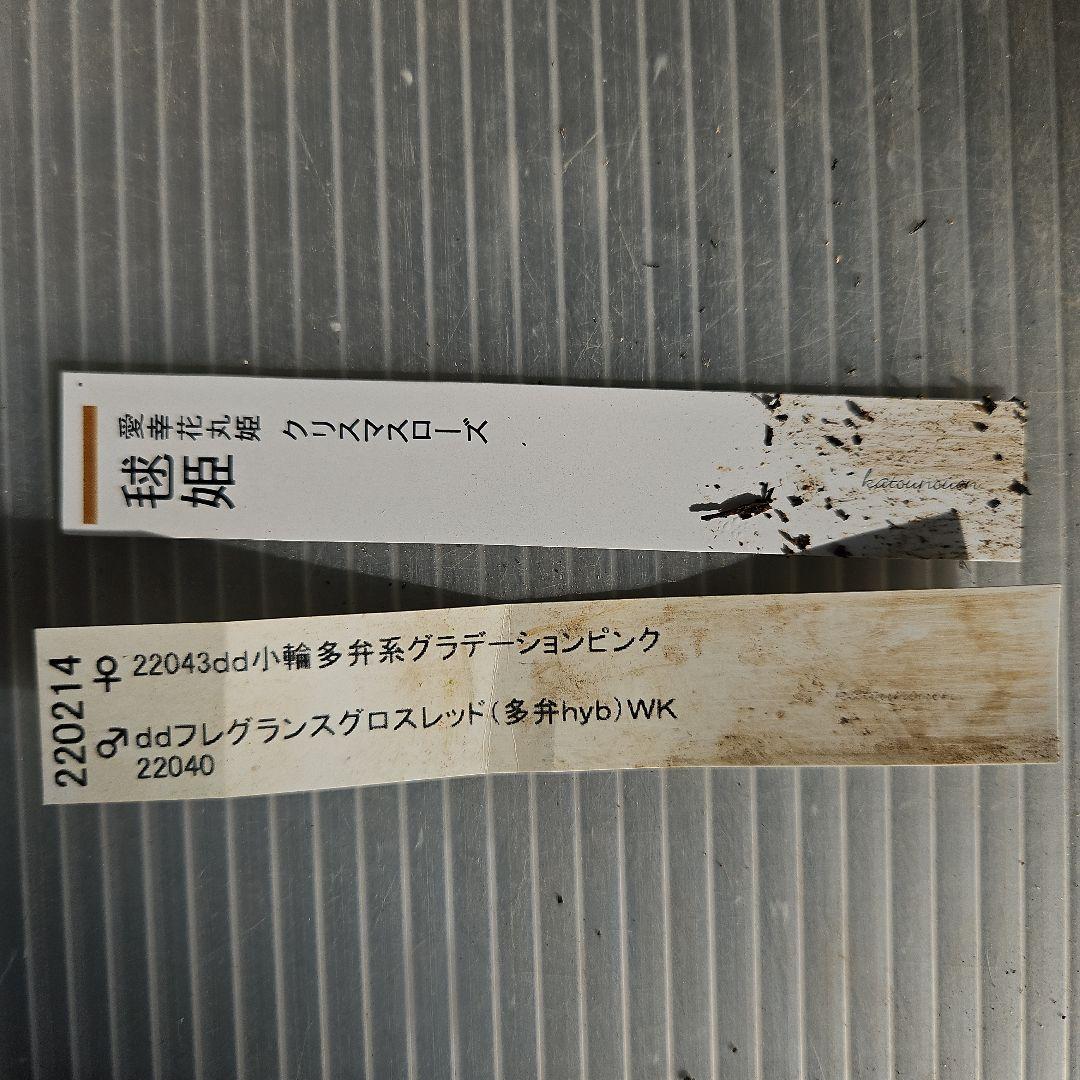 愛幸花丸姫 クリスマスローズ
毬姫
katounouen
220214
♀ 22043dd小輪多弁系グラデーションピンク
♂ ddフレグランスグロスレッド(多弁hyb)WK
22040
katounouen